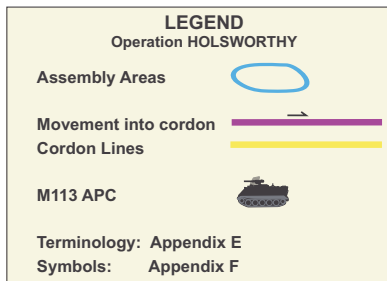 LEGEND
Operation HOLSWORTHY
Assembly Areas
Movement into cordon
Cordon Lines
M113 APC
Terminology: Appendix E
Symbols: Appendix F